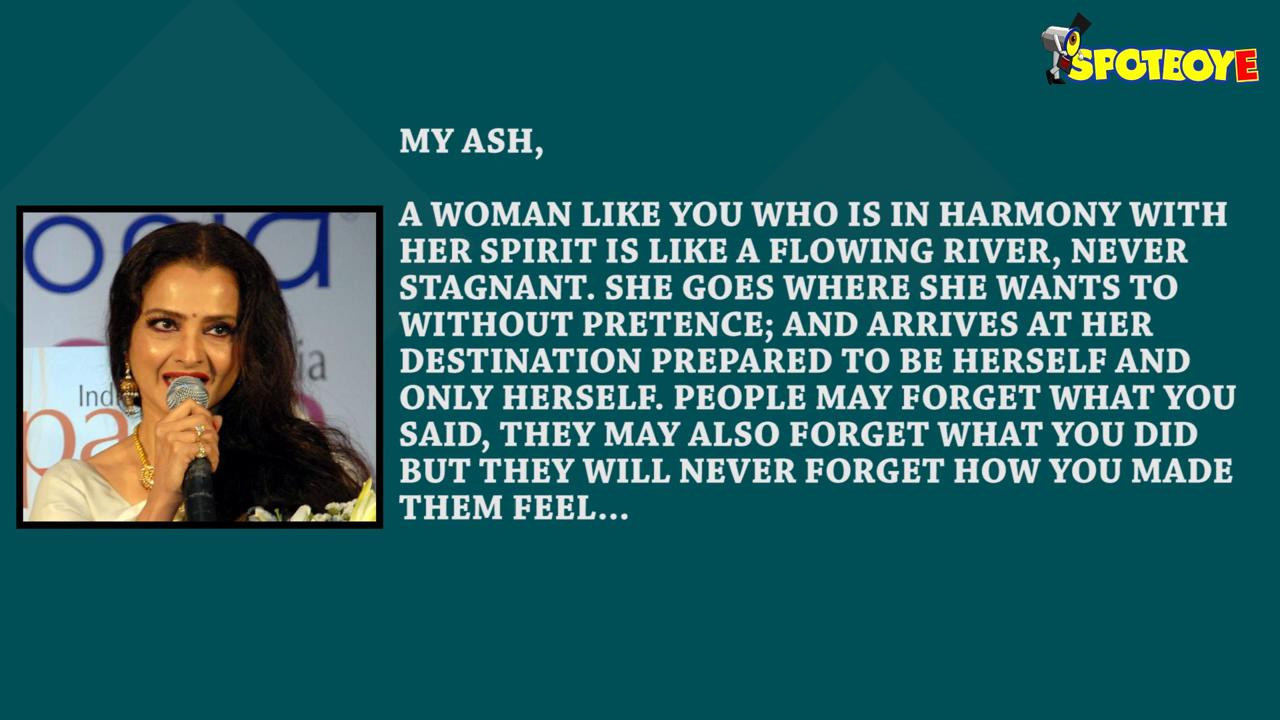 SPOTBOYE
MY ASH,
A WOMAN LIKE YOU WHO IS IN HARMONY WITH
HER SPIRIT IS LIKE A FLOWING RIVER, NEVER
STAGNANT. SHE GOES WHERE SHE WANTS TO
WITHOUT PRETENCE; AND ARRIVES AT HER
DESTINATION PREPARED TO BE HERSELF AND
ONLY HERSELF. PEOPLE MAY FORGET WHAT YOU
SAID, THEY MAY ALSO FORGET WHAT YOU DID
BUT THEY WILL NEVER FORGET HOW YOU MADE
THEM FEEL...